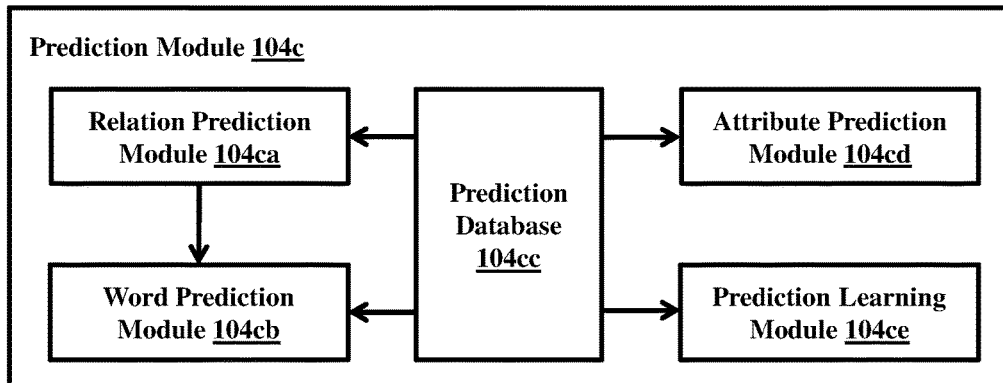 Prediction Module 104c
Relation Prediction
Module 104ca
Word Prediction
Module 104cb
Prediction
Database
104cc
Attribute Prediction
Module 104cd
Prediction Learning
Module 104ce